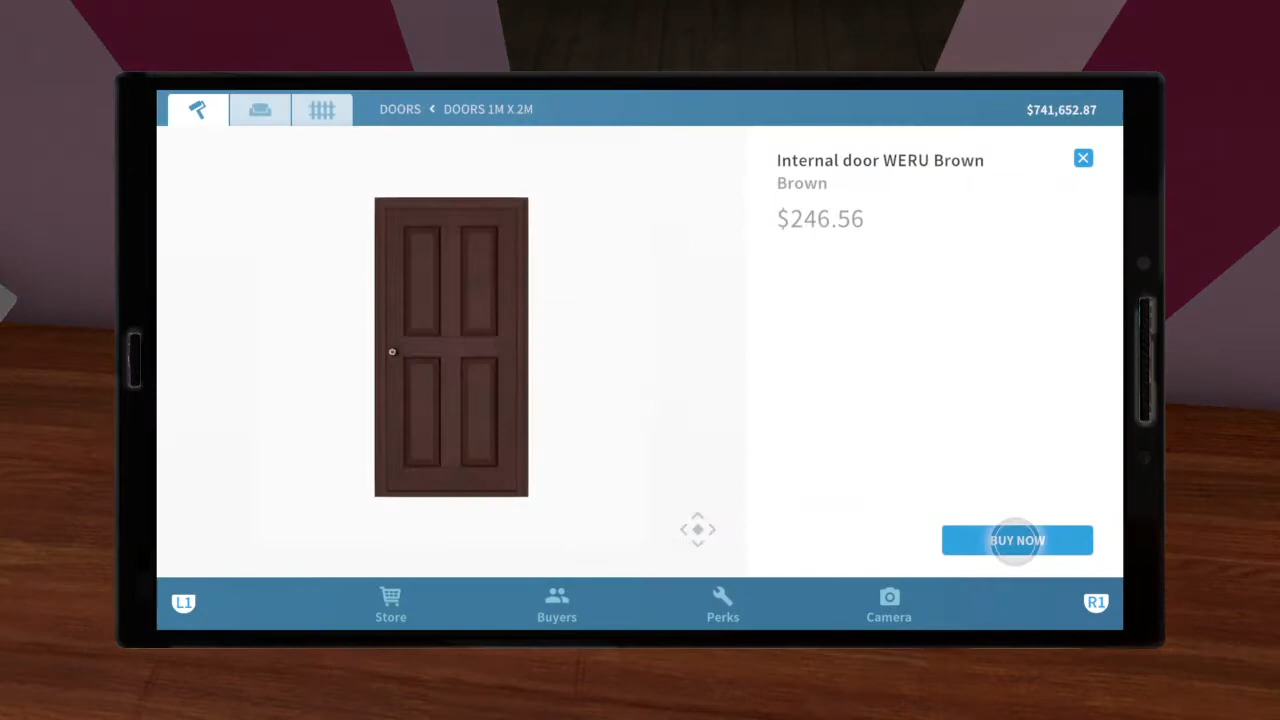 DOORS < DOORS 1M X 2M
$741,652.87
Internal door WERU Brown
Brown
$246.56
BUY NOW
L1
Store
Buyers
Perks
Camera
R1